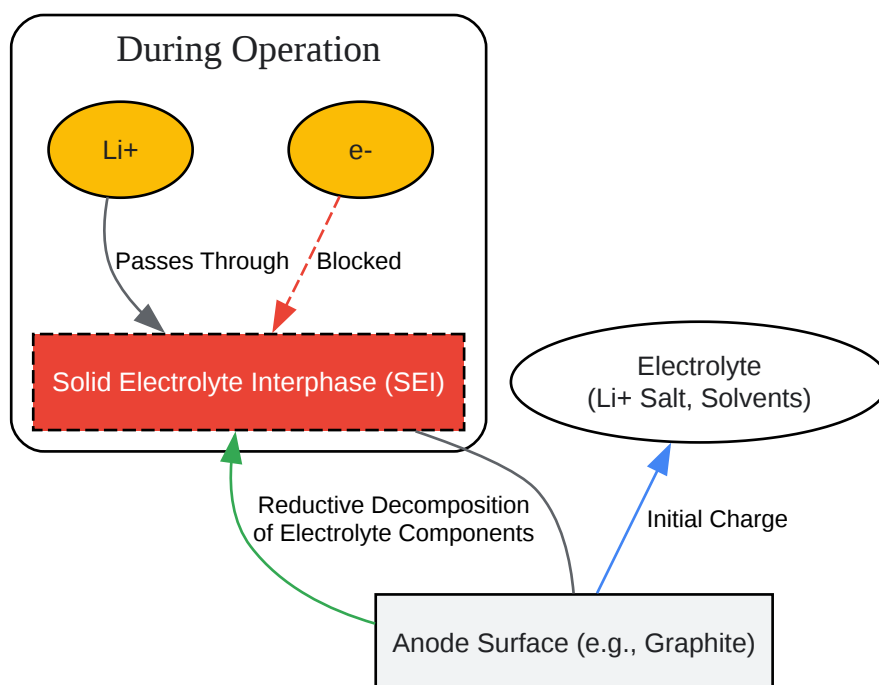 During Operation
Li+
e-
Passes Through
Blocked
Solid Electrolyte Interphase (SEI)
Electrolyte
(Li+ Salt, Solvents)
Reductive Decomposition
of Electrolyte Components
Initial Charge
Anode Surface (e.g., Graphite)